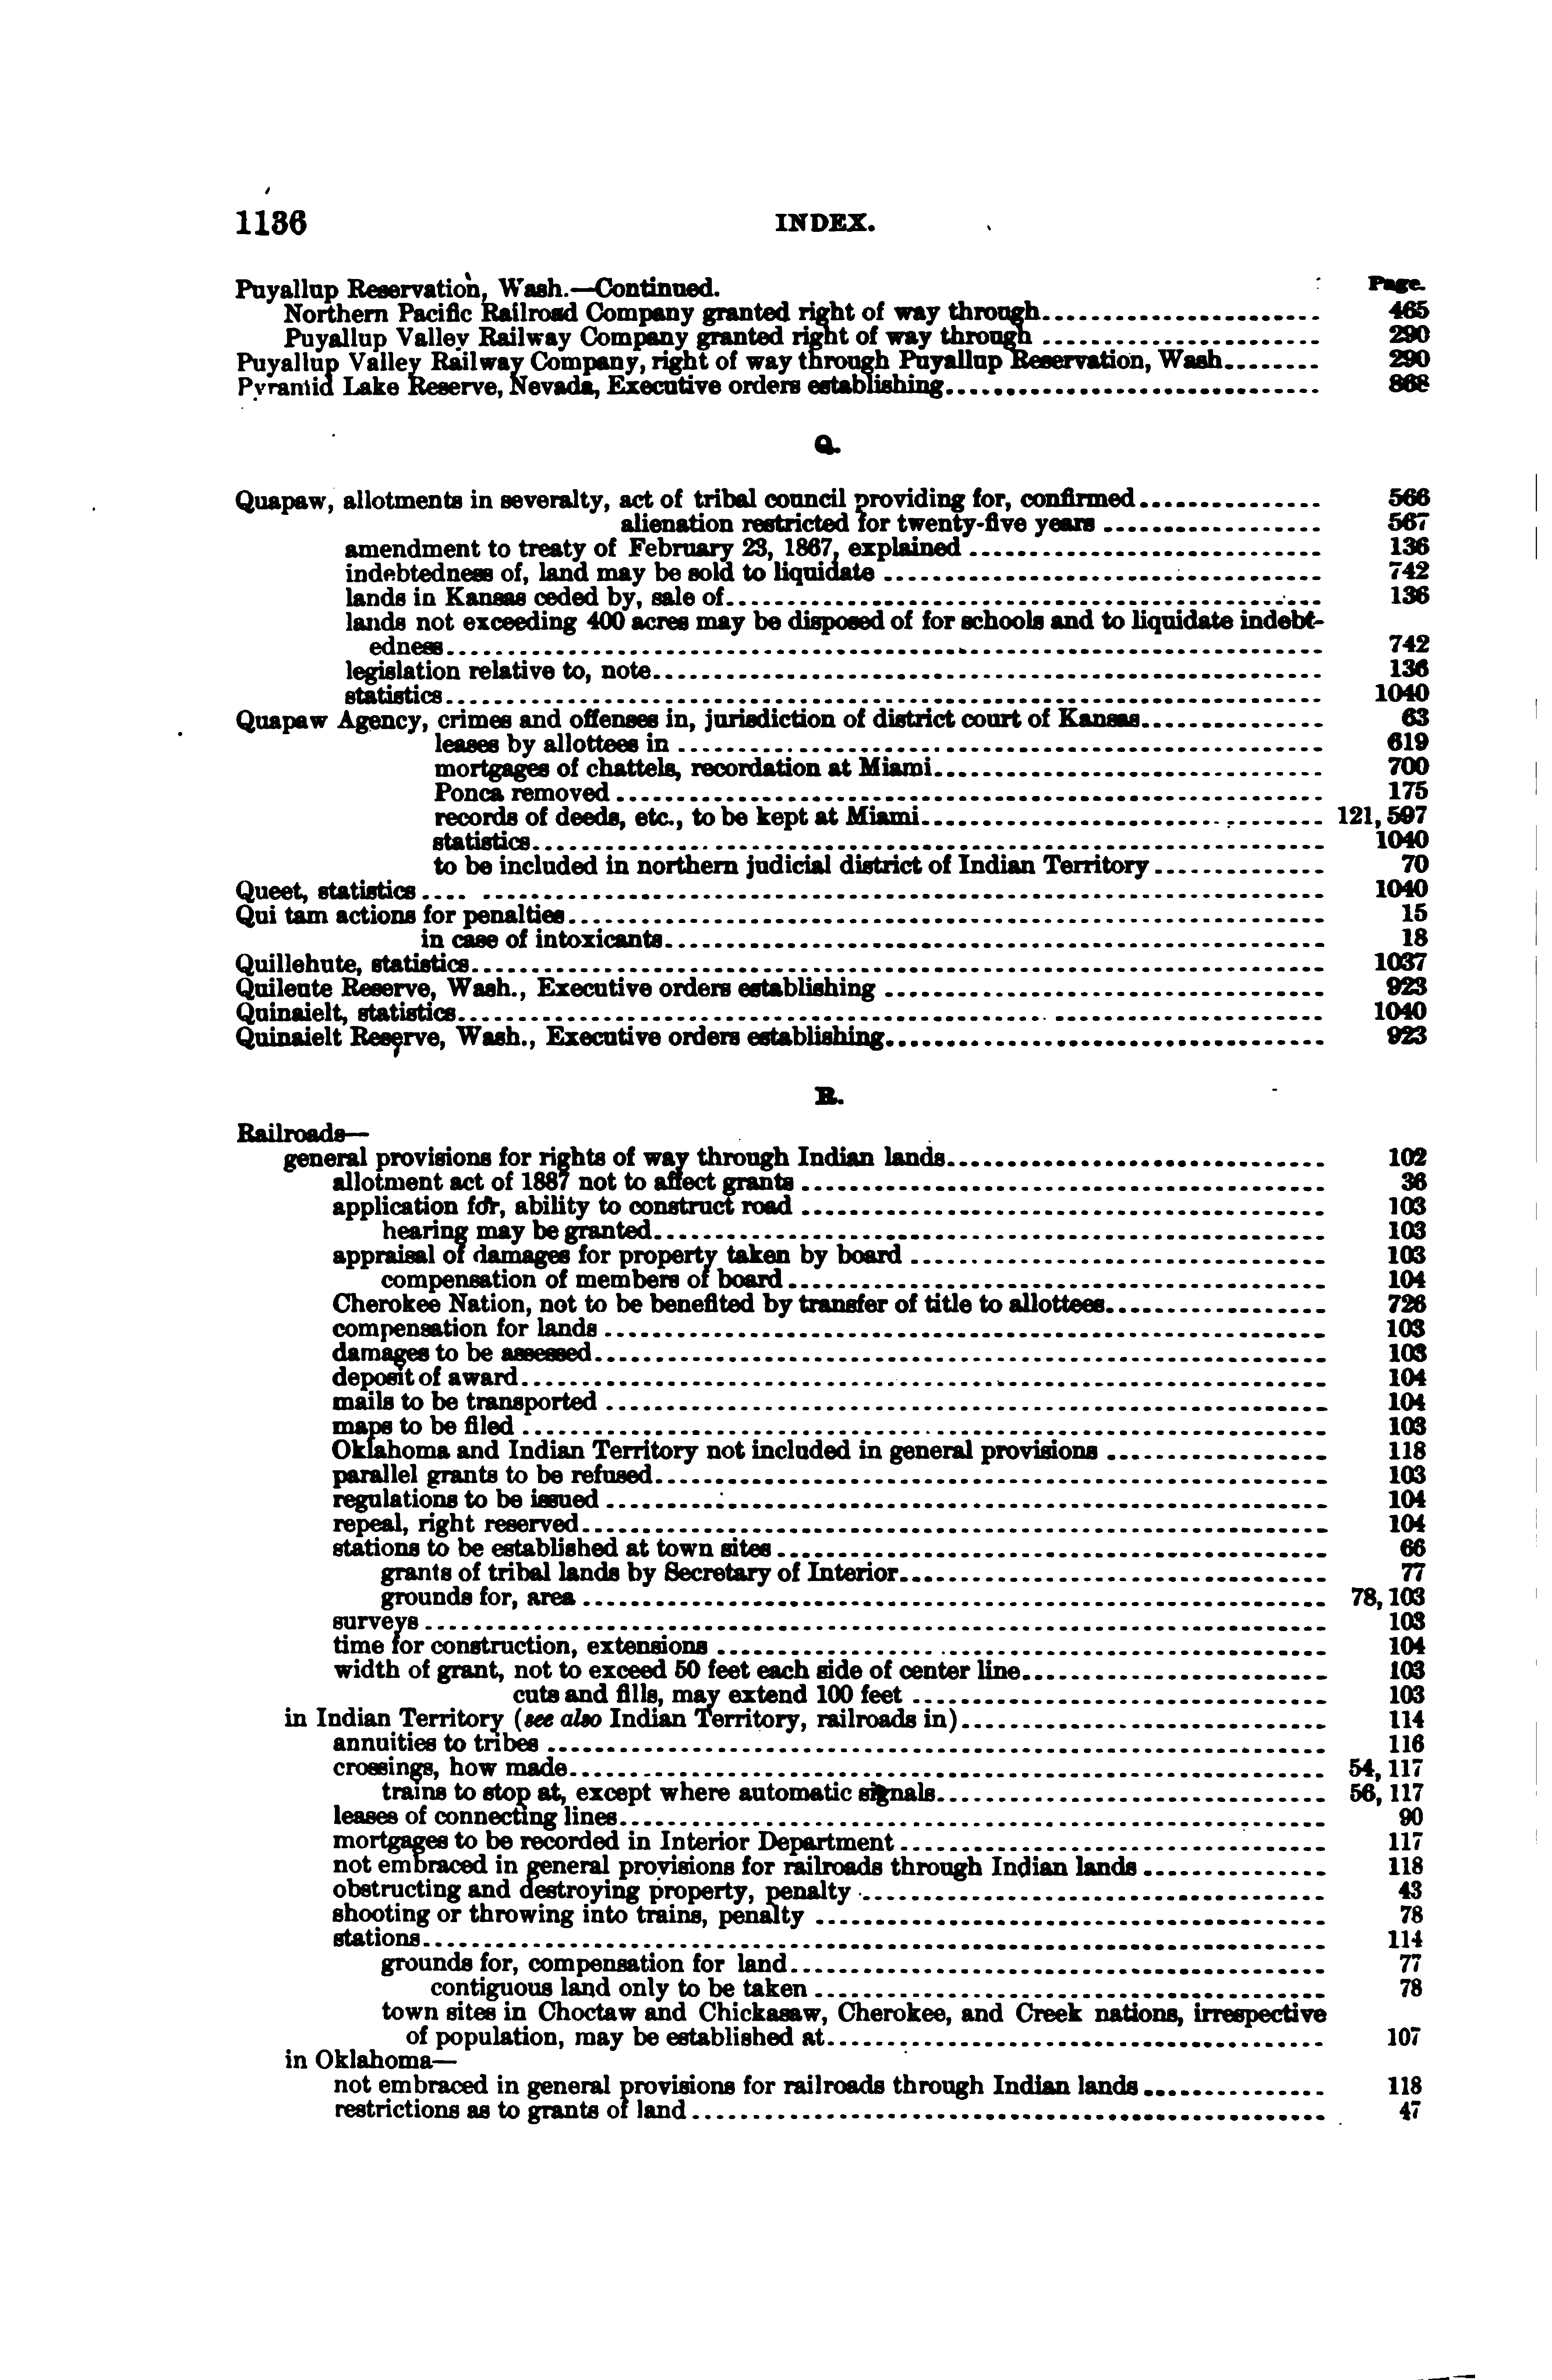 1136 INDEX.
Puyallup Reservation, Wash.—Continued. Page.
Northern Pacific Railroad Company granted right of way through 465
Puyallup Valley Railway Company granted right of way through 290
Puyallup Valley Railway Company, right of way through Puyallup Reservation, Wash 290
Pyramid Lake Reserve, Nevada, Executive orders establishing 868
Q.
Quapaw, allotments in severalty, act of tribal council providing for, confirmed 566
alienation restricted for twenty-five years 567
amendment to treaty of February 23, 1867, explained 136
indebtedness of, land may be sold to liquidate 742
lands in Kansas ceded by, sale of 136
lands not exceeding 400 acres may be disposed of for schools and to liquidate indebt-
edness 742
legislation relative to, note 136
statistics 1040
Quapaw Agency, crimes and offenses in, jurisdiction of district court of Kansas 63
leases by allottees in 619
mortgages of chattels, recordation at Miami 700
Ponca removed 175
records of deeds, etc., to be kept at Miami 121, 597
statistics 1040
to be included in northern judicial district of Indian Territory 70
Queet, statistics 1040
Qui tam actions for penalties 15
in case of intoxicants 18
Quillehute, statistics 1037
Quileute Reserve, Wash., Executive orders establishing 923
Quinaielt, statistics 1040
Quinaielt Reserve, Wash., Executive orders establishing 923
R.
Railroads—
general provisions for rights of way through Indian lands 102
allotment act of 1887 not to affect grants 36
application for, ability to construct road 103
hearing may be granted 103
appraisal of damages for property taken by board 103
compensation of members of board 104
Cherokee Nation, not to be benefited by transfer of title to allottees 726
compensation for lands 103
damages to be assessed 103
deposit of award 104
mails to be transported 104
maps to be filed 103
Oklahoma and Indian Territory not included in general provisions 118
parallel grants to be refused 103
regulations to be issued 104
repeal, right reserved 104
stations to be established at town sites 66
grants of tribal lands by Secretary of Interior 77
grounds for, area 78, 103
surveys 103
time for construction, extensions 104
width of grant, not to exceed 50 feet each side of center line 103
cuts and fills, may extend 100 feet 103
in Indian Territory (see also Indian Territory, railroads in) 114
annuities to tribes 116
crossings, how made 54, 117
trains to stop at, except where automatic signals 56, 117
leases of connecting lines 90
mortgages to be recorded in Interior Department 117
not embraced in general provisions for railroads through Indian lands 118
obstructing and destroying property, penalty 43
shooting or throwing into trains, penalty 78
stations 114
grounds for, compensation for land 77
contiguous land only to be taken 78
town sites in Choctaw and Chickasaw, Cherokee, and Creek nations, irrespective
of population, may be established at 107
in Oklahoma—
not embraced in general provisions for railroads through Indian lands 118
restrictions as to grants of land 47